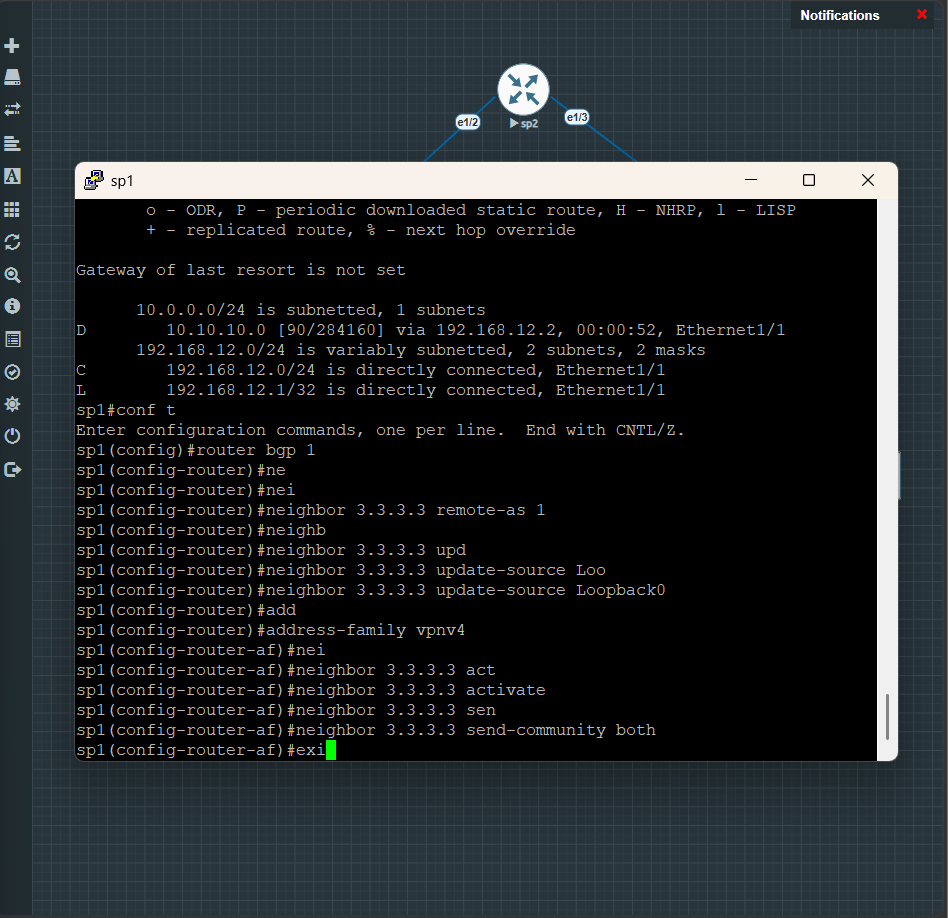 Notifications
e1/2
e1/3
sp2
sp1
o - ODR, P - periodic downloaded static route, H - NHRP, l - LISP
+ - replicated route, % - next hop override
Gateway of last resort is not set
10.0.0.0/24 is subnetted, 1 subnets
D 10.10.10.0 [90/284160] via 192.168.12.2, 00:00:52, Ethernet1/1
192.168.12.0/24 is variably subnetted, 2 subnets, 2 masks
C 192.168.12.0/24 is directly connected, Ethernet1/1
L 192.168.12.1/32 is directly connected, Ethernet1/1
sp1#conf t
Enter configuration commands, one per line. End with CNTL/Z.
sp1(config)#router bgp 1
sp1(config-router)#ne
sp1(config-router)#nei
sp1(config-router)#neighbor 3.3.3.3 remote-as 1
sp1(config-router)#neighb
sp1(config-router)#neighbor 3.3.3.3 upd
sp1(config-router)#neighbor 3.3.3.3 update-source Loo
sp1(config-router)#neighbor 3.3.3.3 update-source Loopback0
sp1(config-router)#add
sp1(config-router)#address-family vpnv4
sp1(config-router-af)#nei
sp1(config-router-af)#neighbor 3.3.3.3 act
sp1(config-router-af)#neighbor 3.3.3.3 activate
sp1(config-router-af)#neighbor 3.3.3.3 sen
sp1(config-router-af)#neighbor 3.3.3.3 send-community both
sp1(config-router-af)#exi